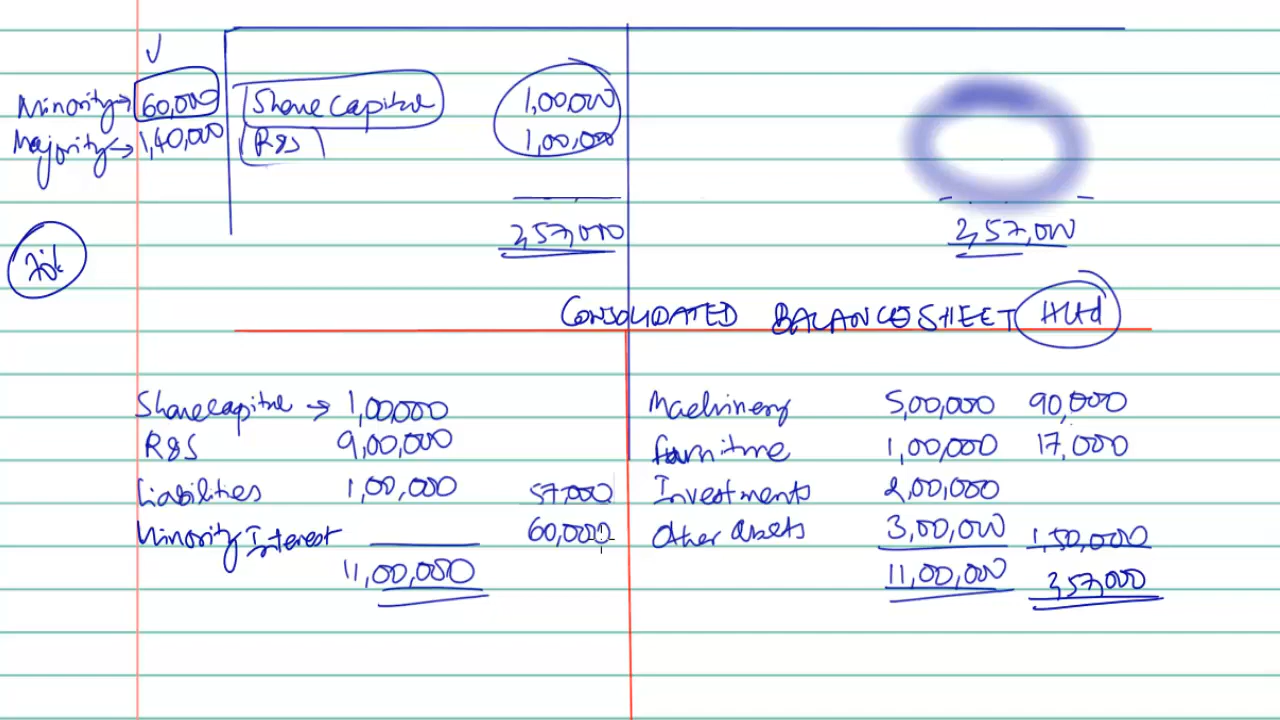 Minority → 60,000 Share Capital 1,00,000
Majority → 1,40,000 R&S 1,00,000
2,57,000 2,57,000
CONSOLIDATED BALANCE SHEET H Ltd
Share capital → 1,00,000 Machinery 5,00,000 90,000
R&S 9,00,000 Furniture 1,00,000 17,000
Liabilities 1,00,000 57,000 Investments 2,00,000
Minority Interest 60,000 Other Assets 3,00,000 1,50,000
11,00,000 11,00,000 2,57,000